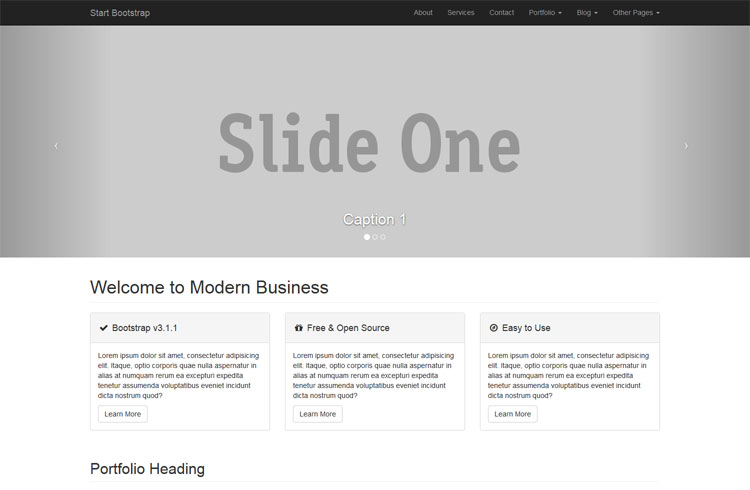 Start Bootstrap
About Services Contact Portfolio Blog Other Pages
Slide One
Caption 1
Welcome to Modern Business
Bootstrap v3.1.1
Lorem ipsum dolor sit amet, consectetur adipisicing
elit. Itaque, optio corporis quae nulla aspernatur in
alias at numquam rerum ea excepturi expedita
tenetur assumenda voluptatibus eveniet incidunt
dicta nostrum quod?
Learn More
Free & Open Source
Lorem ipsum dolor sit amet, consectetur adipisicing
elit. Itaque, optio corporis quae nulla aspernatur in
alias at numquam rerum ea excepturi expedita
tenetur assumenda voluptatibus eveniet incidunt
dicta nostrum quod?
Learn More
Easy to Use
Lorem ipsum dolor sit amet, consectetur adipisicing
elit. Itaque, optio corporis quae nulla aspernatur in
alias at numquam rerum ea excepturi expedita
tenetur assumenda voluptatibus eveniet incidunt
dicta nostrum quod?
Learn More
Portfolio Heading